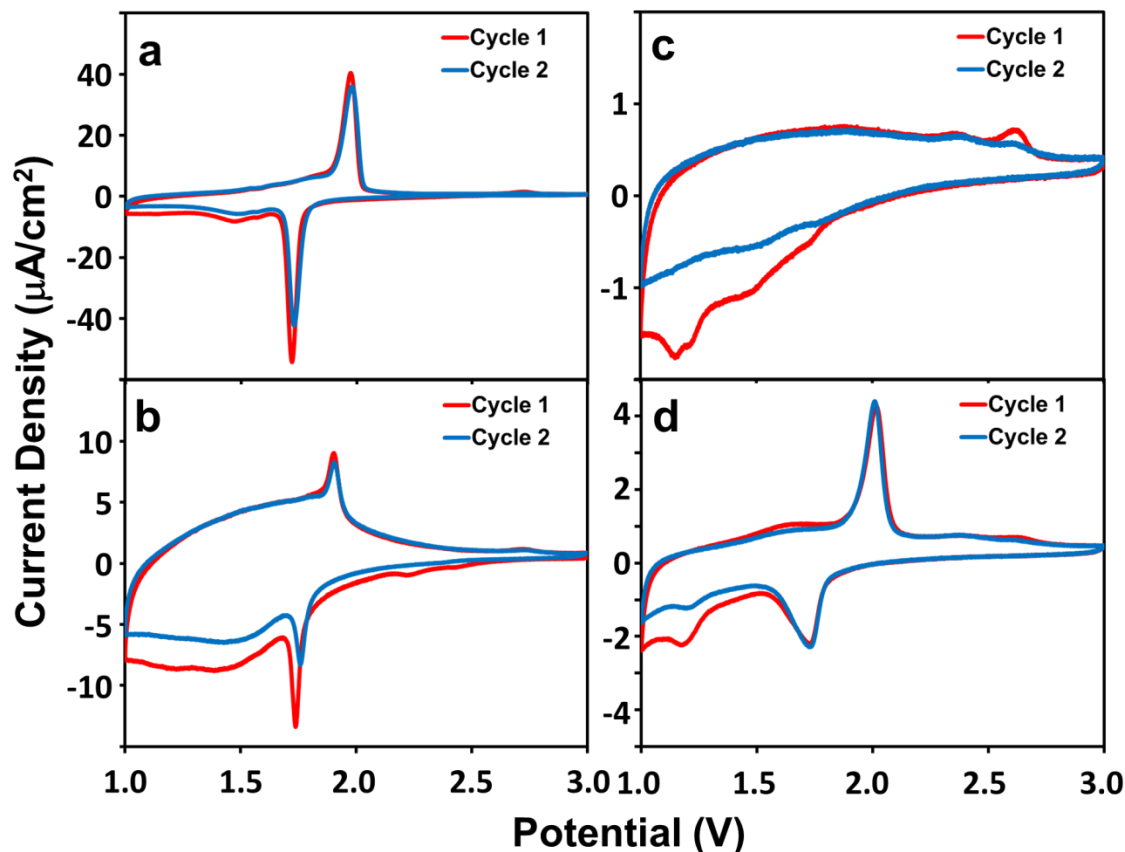 a
Cycle 1
Cycle 2
40
20
0
-20
-40
c
Cycle 1
Cycle 2
1
0
-1
b
Cycle 1
Cycle 2
10
5
0
-5
-10
1.0 1.5 2.0 2.5 3.0
d
Cycle 1
Cycle 2
4
2
0
-2
-4
1.0 1.5 2.0 2.5 3.0
Current Density (μA/cm²)
Potential (V)